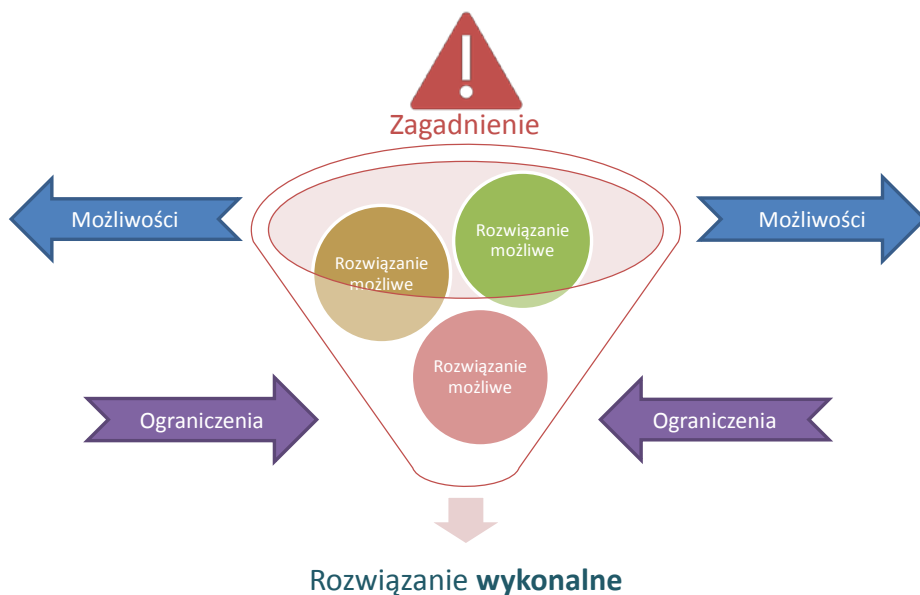 Zagadnienie
Możliwości
Możliwości
Rozwiązanie
możliwe
Rozwiązanie
możliwe
Rozwiązanie
możliwe
Ograniczenia
Ograniczenia
Rozwiązanie wykonalne